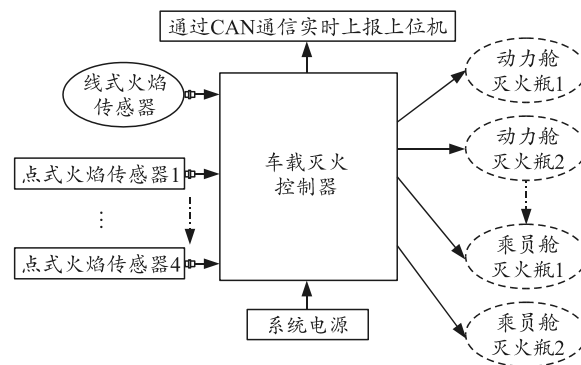 通过CAN通信实时上报上位机
线式火焰
传感器
点式火焰传感器1
⋮
点式火焰传感器4
车载灭火
控制器
系统电源
动力舱
灭火瓶1
动力舱
灭火瓶2
乘员舱
灭火瓶1
乘员舱
灭火瓶2